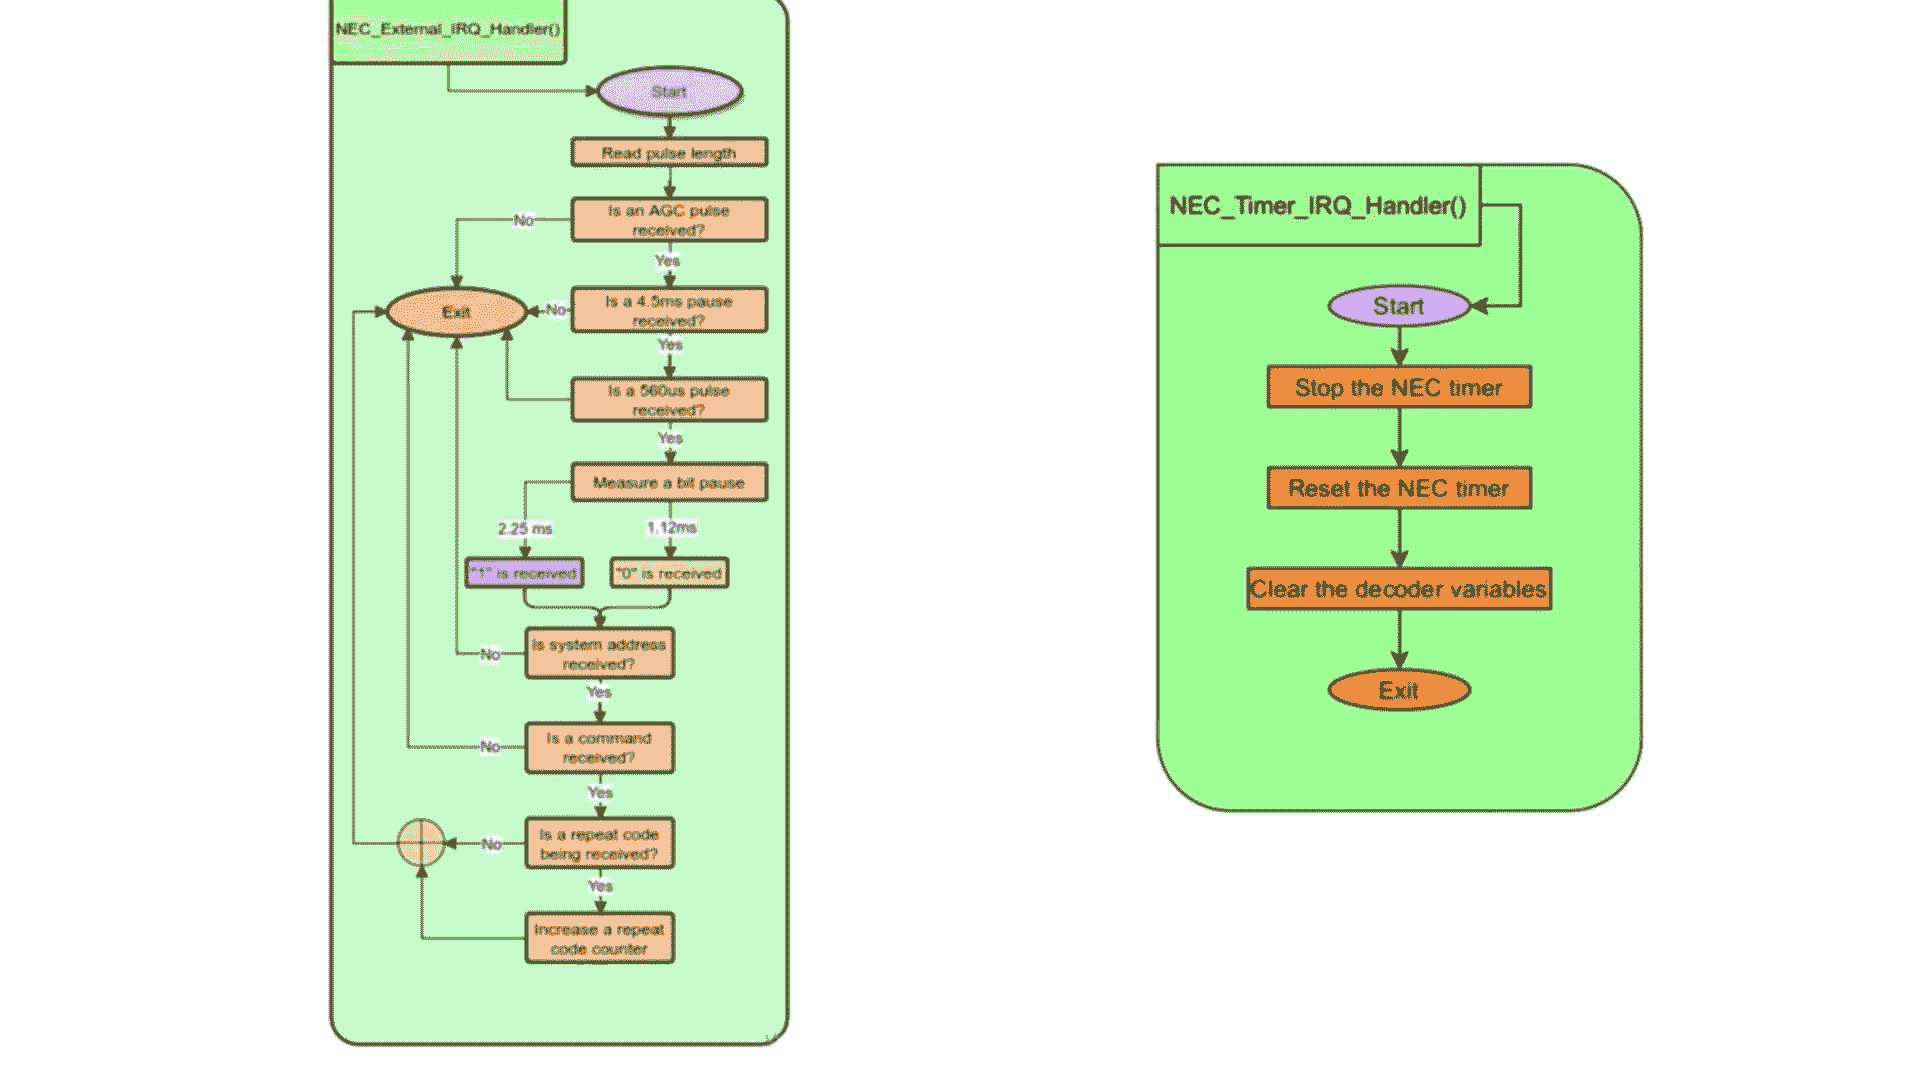 NEC_External_IRQ_Handler()
Start
Read pulse length
Is an AGC pulse
received?
No
Yes
Exit
No
Is a 4.5ms pause
received?
Yes
Is a 560us pulse
received?
Yes
Measure a bit pause
2.25 ms
1.12ms
"1" is received
"0" is received
Is system address
received?
No
Yes
Is a command
received?
No
Yes
Is a repeat code
being received?
No
Yes
Increase a repeat
code counter
NEC_Timer_IRQ_Handler()
Start
Stop the NEC timer
Reset the NEC timer
Clear the decoder variables
Exit